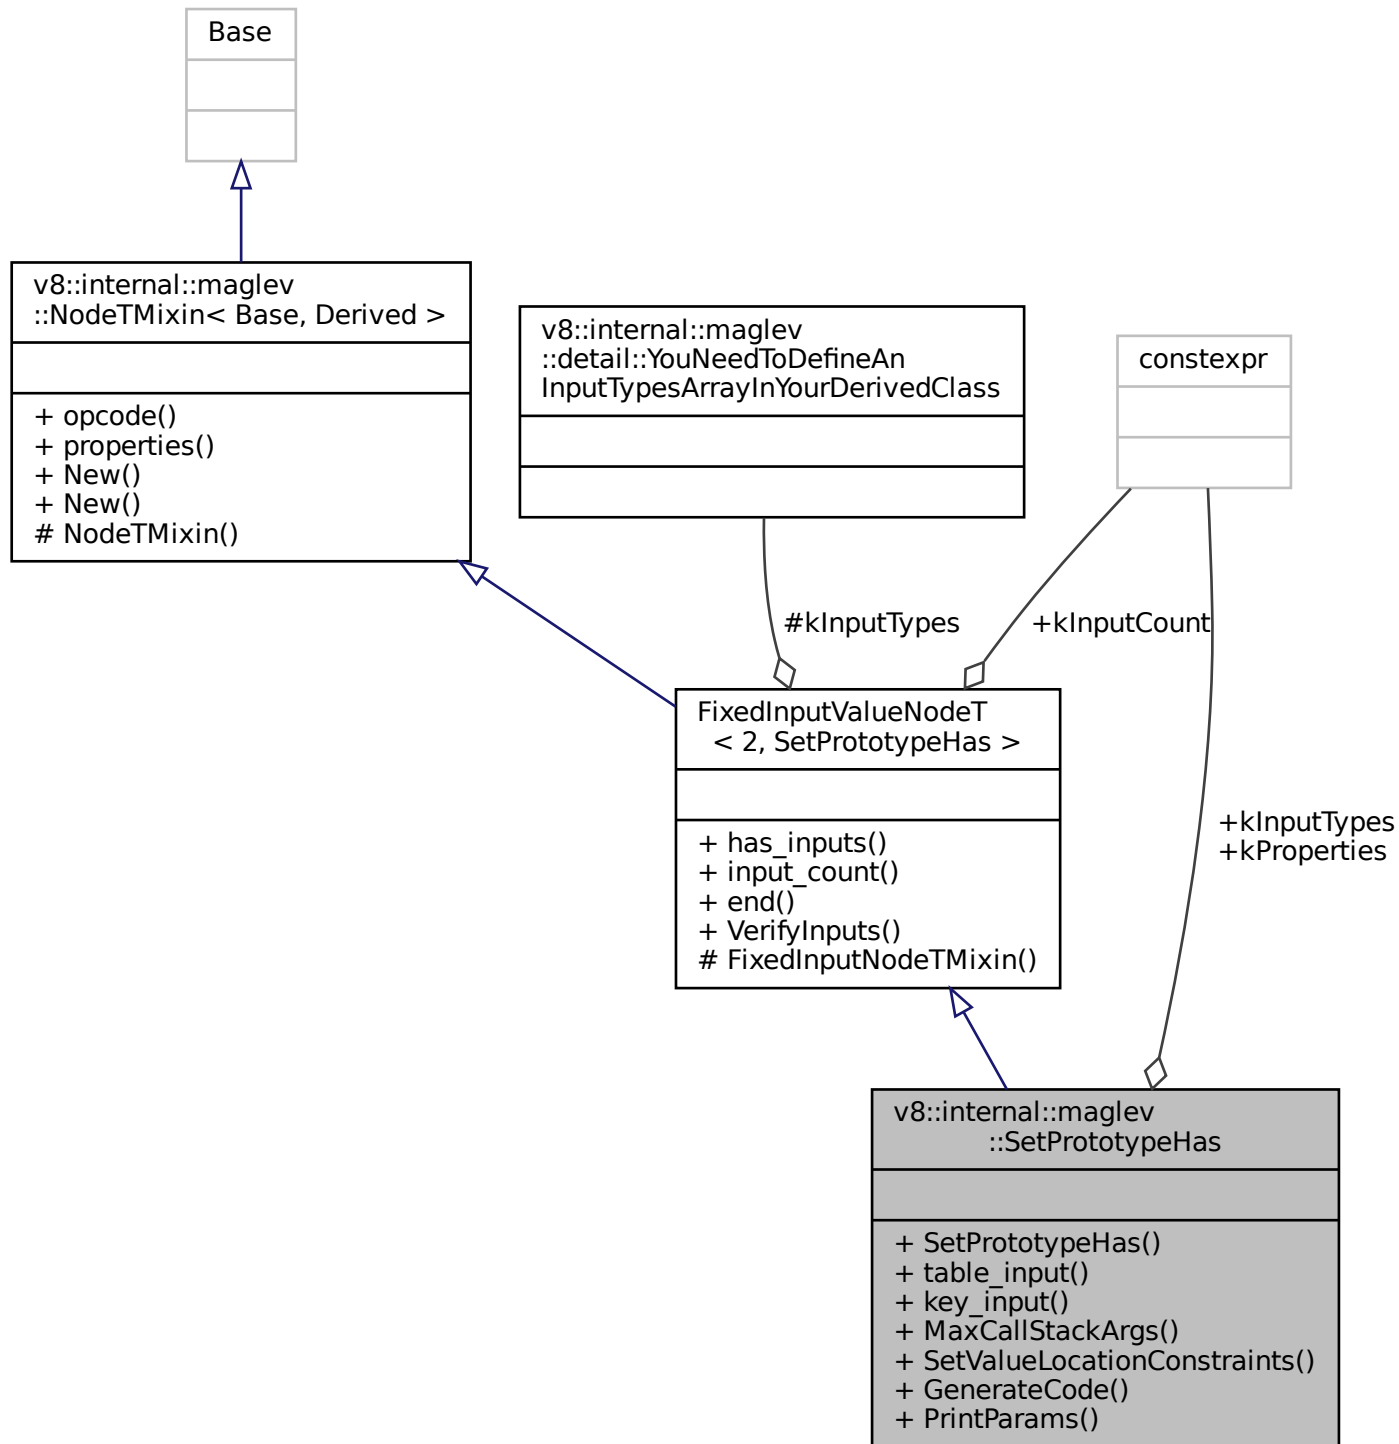 Base
v8::internal::maglev
::NodeTMixin< Base, Derived >
+ opcode()
+ properties()
+ New()
+ New()
# NodeTMixin()
v8::internal::maglev
::detail::YouNeedToDefineAn
InputTypesArrayInYourDerivedClass
constexpr
#kInputTypes
+kInputCount
FixedInputValueNodeT
< 2, SetPrototypeHas >
+ has_inputs()
+ input_count()
+ end()
+ VerifyInputs()
# FixedInputNodeTMixin()
+kInputTypes
+kProperties
v8::internal::maglev
::SetPrototypeHas
+ SetPrototypeHas()
+ table_input()
+ key_input()
+ MaxCallStackArgs()
+ SetValueLocationConstraints()
+ GenerateCode()
+ PrintParams()